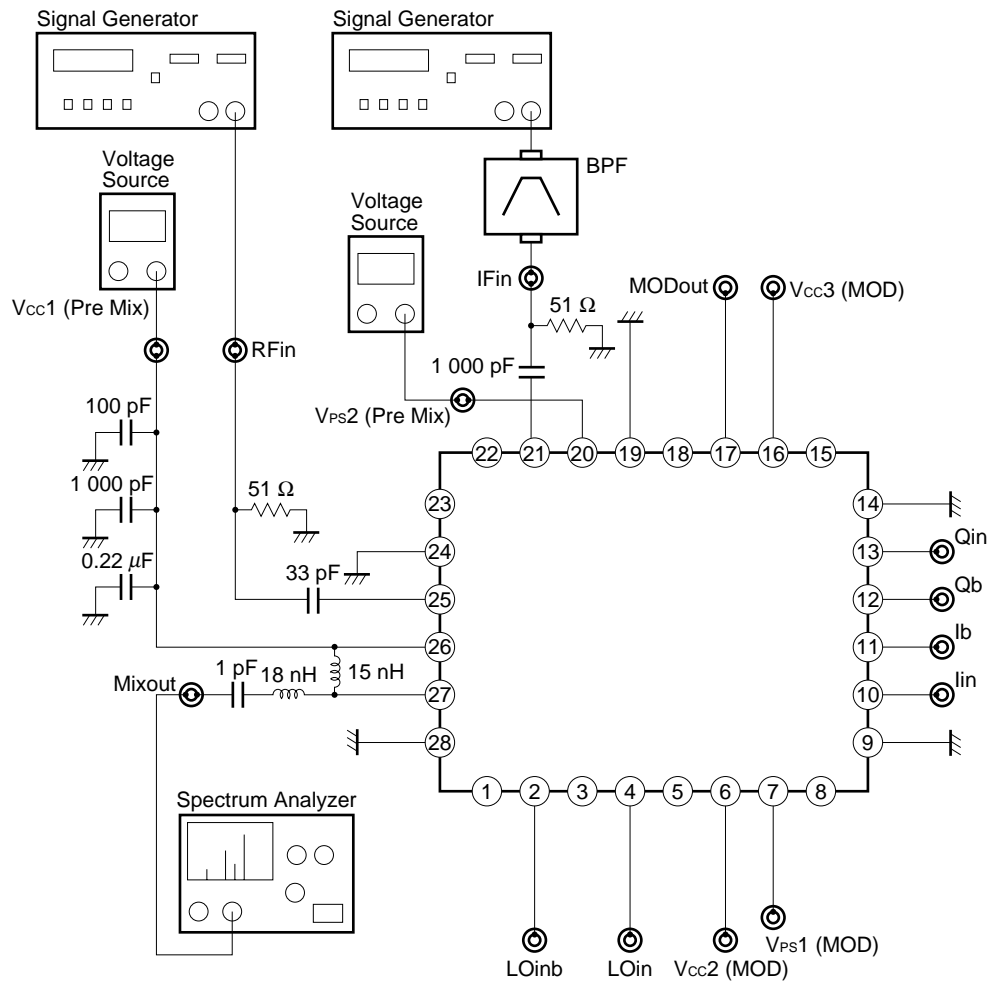 Signal Generator
Signal Generator
Voltage
Source
BPF
Voltage
Source
IFin
MODout
VCC3 (MOD)
VCC1 (Pre Mix)
51 Ω
RFin
1 000 pF
100 pF
VPS2 (Pre Mix)
22
21
20
19
18
17
16
15
1 000 pF
51 Ω
23
14
Qin
24
13
0.22 μF
33 pF
Qb
25
12
Ib
26
11
1 pF
18 nH
15 nH
Mixout
Iin
27
10
28
9
Spectrum Analyzer
1
2
3
4
5
6
7
8
VPS1 (MOD)
LOinb
LOin
VCC2 (MOD)